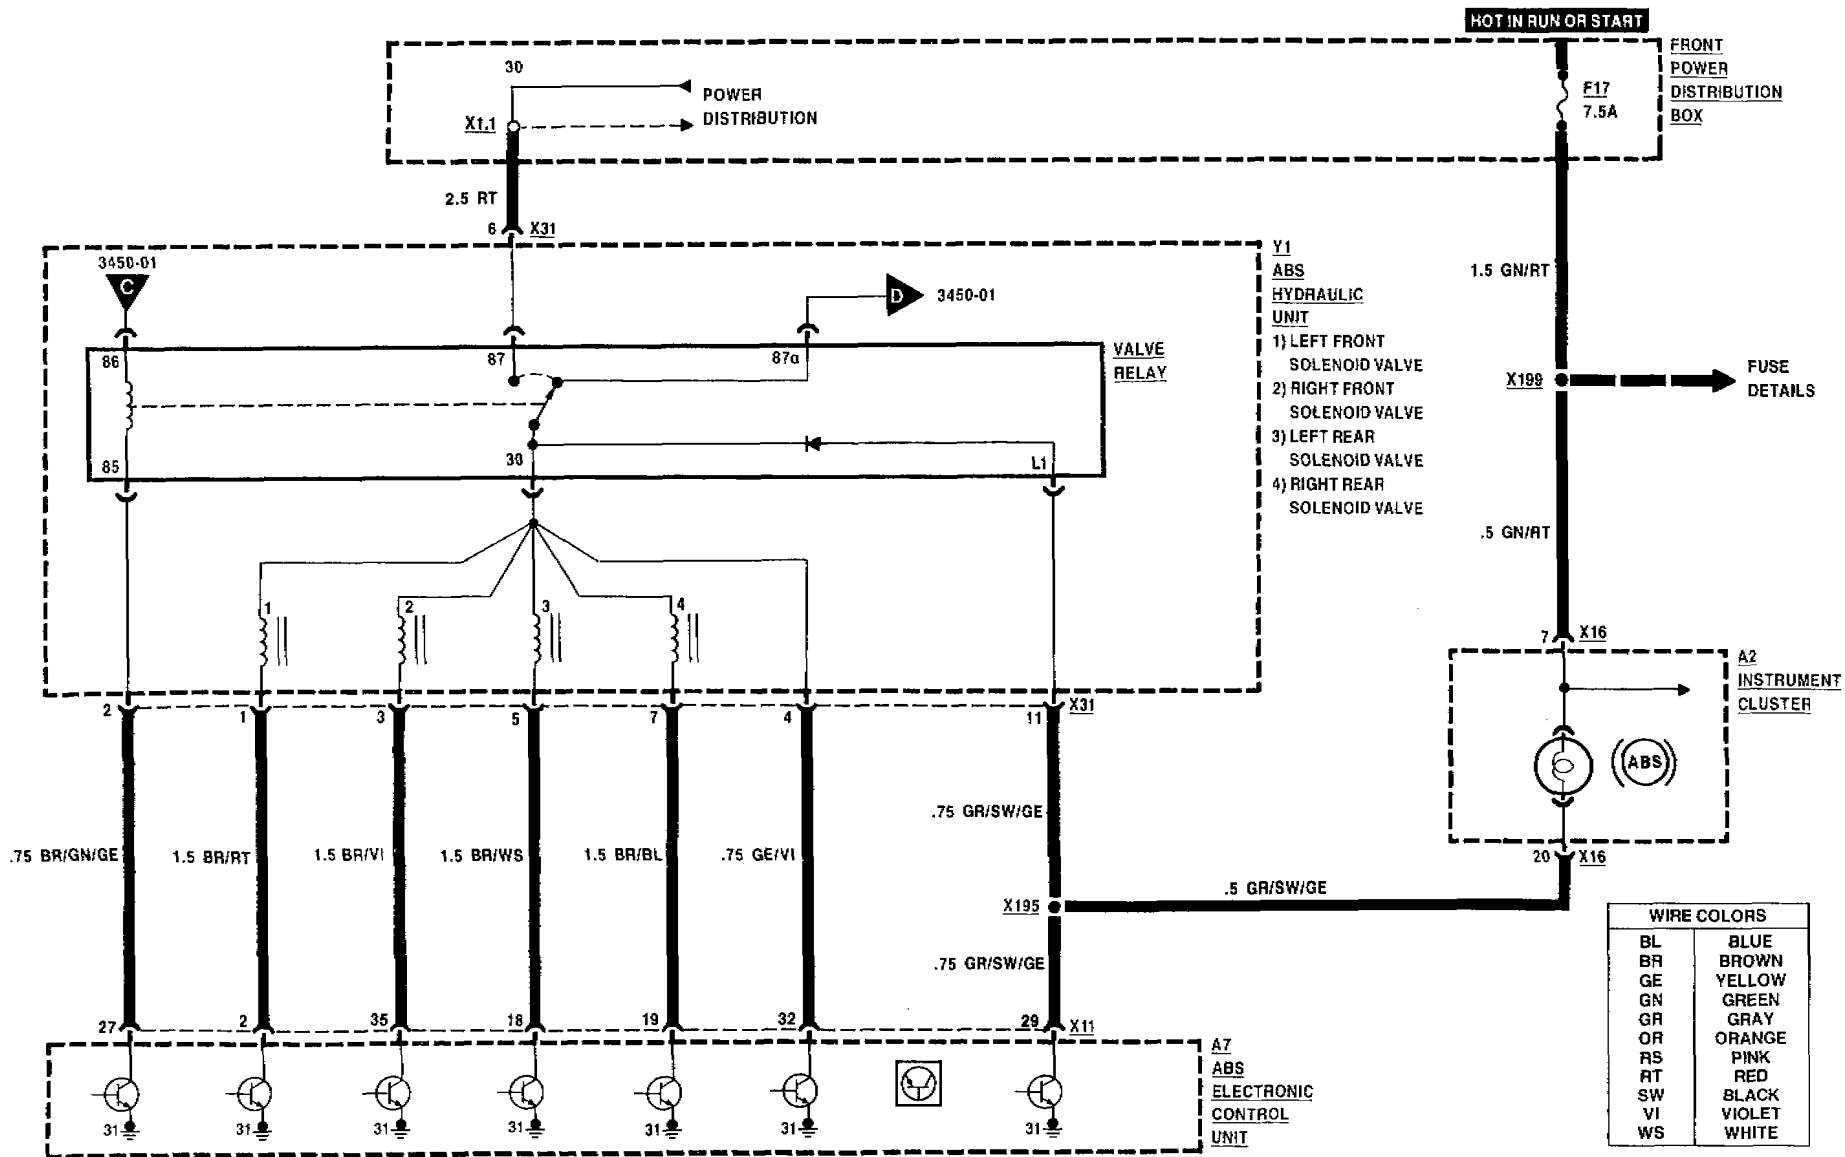 HOT IN RUN OR START
FRONT
POWER
DISTRIBUTION
BOX
30
POWER
DISTRIBUTION
X1.1
F17
7.5A
2.5 RT
6 X31
Y1
ABS
HYDRAULIC
UNIT
1) LEFT FRONT
SOLENOID VALVE
2) RIGHT FRONT
SOLENOID VALVE
3) LEFT REAR
SOLENOID VALVE
4) RIGHT REAR
SOLENOID VALVE
3450-01
C
D 3450-01
1.5 GN/RT
86 87 87a
VALVE
RELAY
X199
FUSE
DETAILS
85 30 L1
.5 GN/RT
1 2 3 4
7 X16
A2
INSTRUMENT
CLUSTER
2 1 3 5 7 4 11 X31
ABS
.75 GR/SW/GE
.75 BR/GN/GE 1.5 BR/RT 1.5 BR/VI 1.5 BR/WS 1.5 BR/BL .75 GE/VI
20 X16
.5 GR/SW/GE
X195
.75 GR/SW/GE
27 2 35 18 19 32 29 X11
A7
ABS
ELECTRONIC
CONTROL
UNIT
31 31 31 31 31 31 31
WIRE COLORS
BL BLUE
BR BROWN
GE YELLOW
GN GREEN
GR GRAY
OR ORANGE
RS PINK
RT RED
SW BLACK
VI VIOLET
WS WHITE